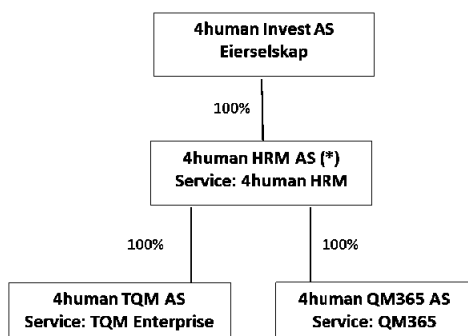 4human Invest AS
Eierselskap
100%
4human HRM AS (*)
Service: 4human HRM
100%
100%
4human TQM AS
Service: TQM Enterprise
4human QM365 AS
Service: QM365